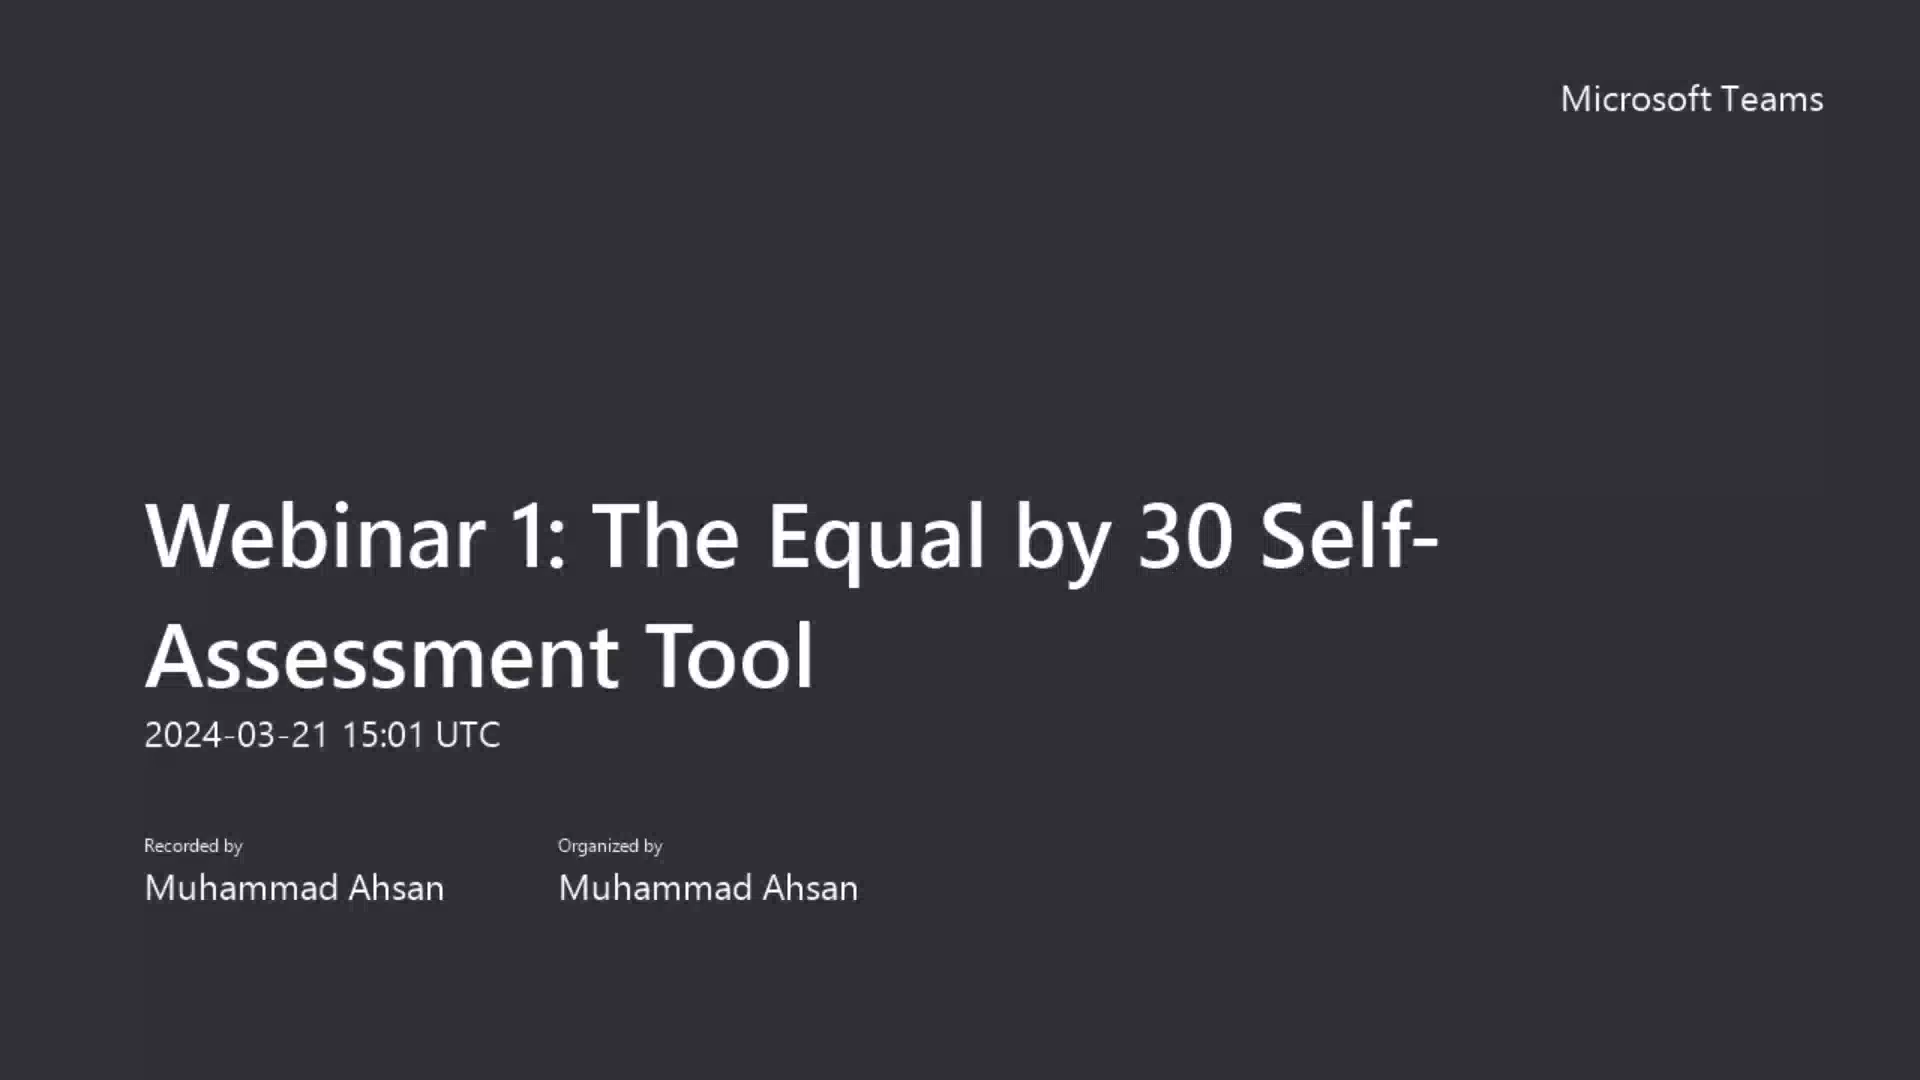 Microsoft Teams
Webinar 1: The Equal by 30 Self-
Assessment Tool
2024-03-21 15:01 UTC
Recorded by
Organized by
Muhammad Ahsan
Muhammad Ahsan